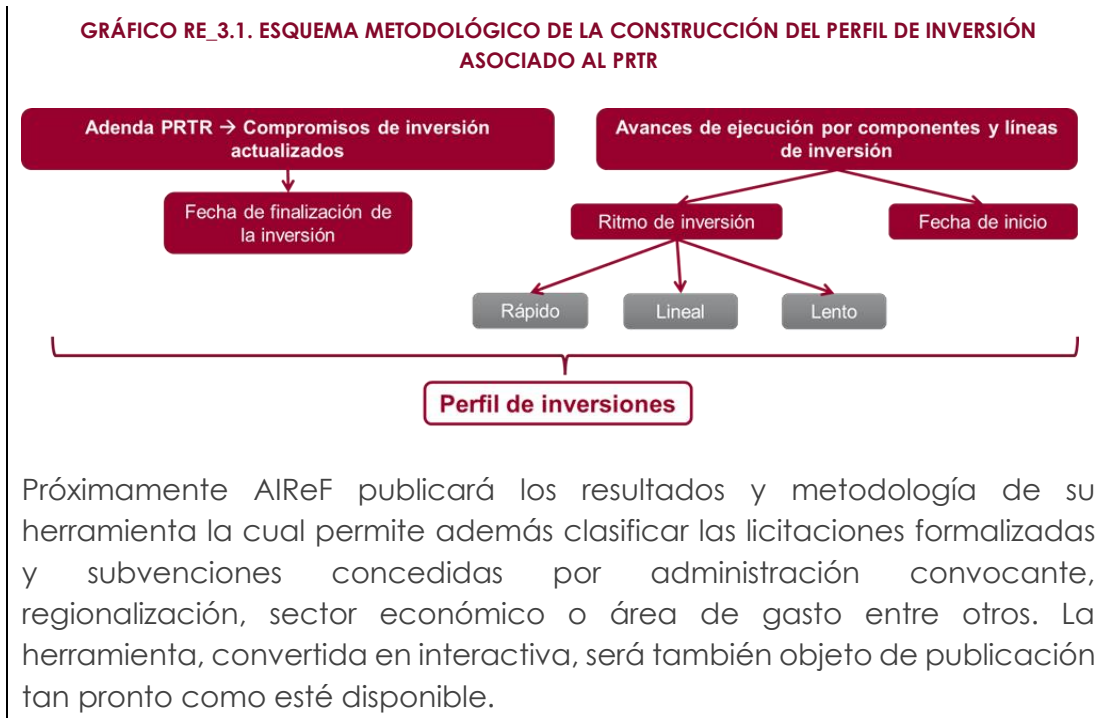 GRÁFICO RE_3.1. ESQUEMA METODOLÓGICO DE LA CONSTRUCCIÓN DEL PERFIL DE INVERSIÓN
ASOCIADO AL PRTR
Adenda PRTR → Compromisos de inversión
actualizados
Avances de ejecución por componentes y líneas
de inversión
Fecha de finalización de
la inversión
Ritmo de inversión
Fecha de inicio
Rápido
Lineal
Lento
Perfil de inversiones
Próximamente AIReF publicará los resultados y metodología de su
herramienta la cual permite además clasificar las licitaciones formalizadas
y subvenciones concedidas por administración convocante,
regionalización, sector económico o área de gasto entre otros. La
herramienta, convertida en interactiva, será también objeto de publicación
tan pronto como esté disponible.